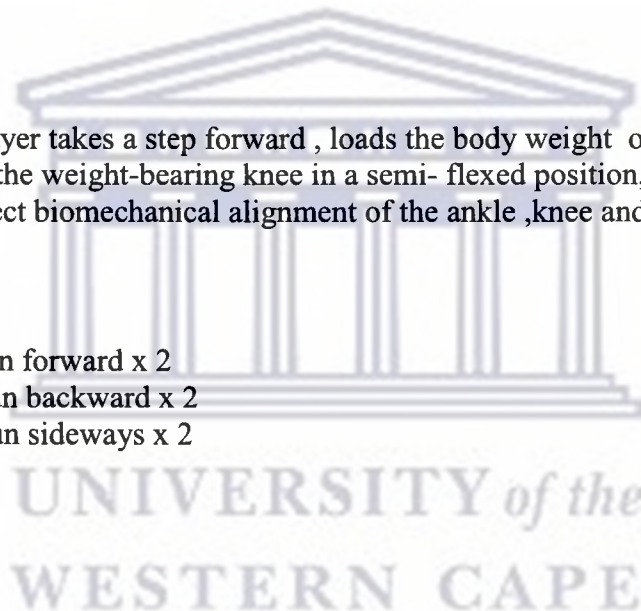 yer takes a step forward , loads the body weight o
the weight-bearing knee in a semi- flexed position,
ect biomechanical alignment of the ankle ,knee and
n forward x 2
un backward x 2
un sideways x 2
UNIVERSITY of the
WESTERN CAPE